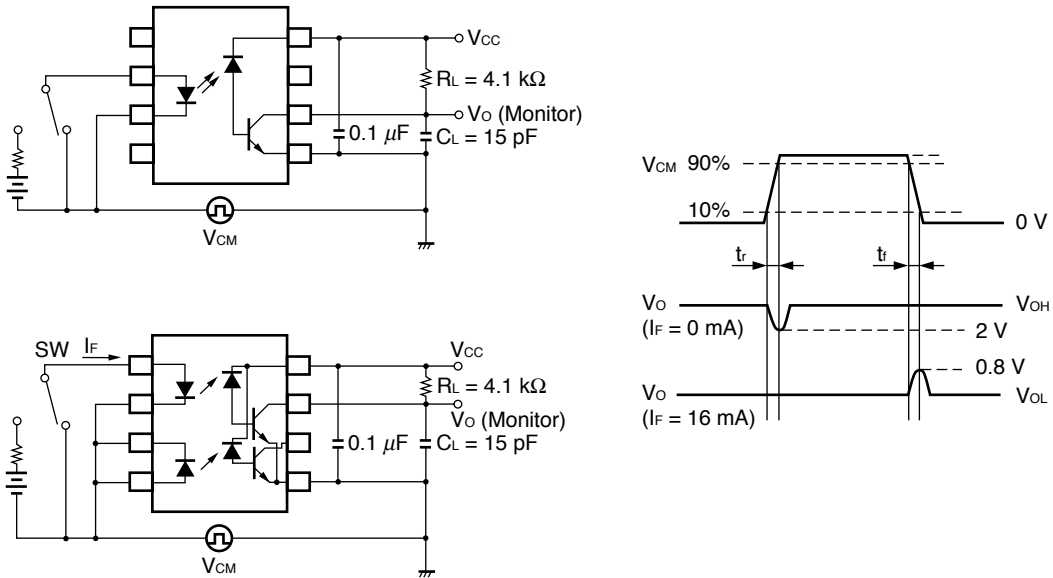 VCC
RL = 4.1 kΩ
VO (Monitor)
0.1 μF
CL = 15 pF
VCM
SW
IF
VCC
RL = 4.1 kΩ
VO (Monitor)
0.1 μF
CL = 15 pF
VCM
VCM 90%
10%
0 V
tr
tf
VO
VOH
(IF = 0 mA)
2 V
0.8 V
VO
VOL
(IF = 16 mA)